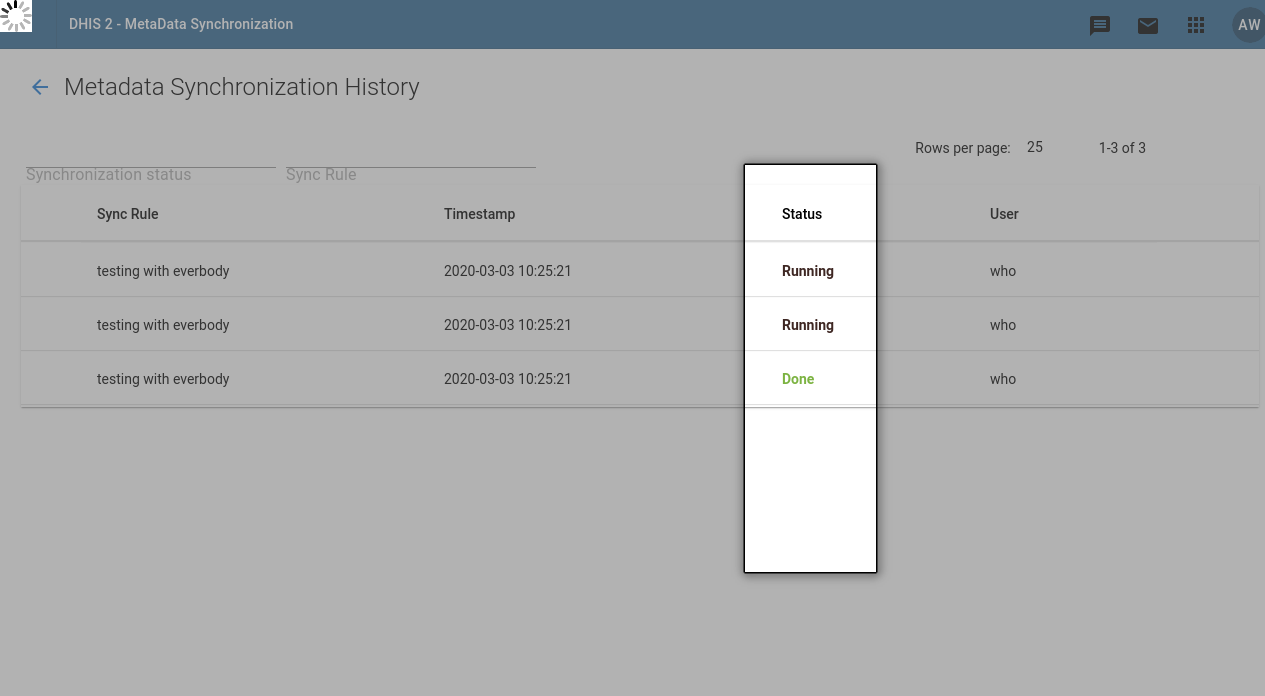 DHIS 2 - MetaData Synchronization
AW
Metadata Synchronization History
Rows per page: 25 1-3 of 3
Synchronization status Sync Rule
Sync Rule Timestamp Status User
testing with everbody 2020-03-03 10:25:21 Running who
testing with everbody 2020-03-03 10:25:21 Running who
testing with everbody 2020-03-03 10:25:21 Done who